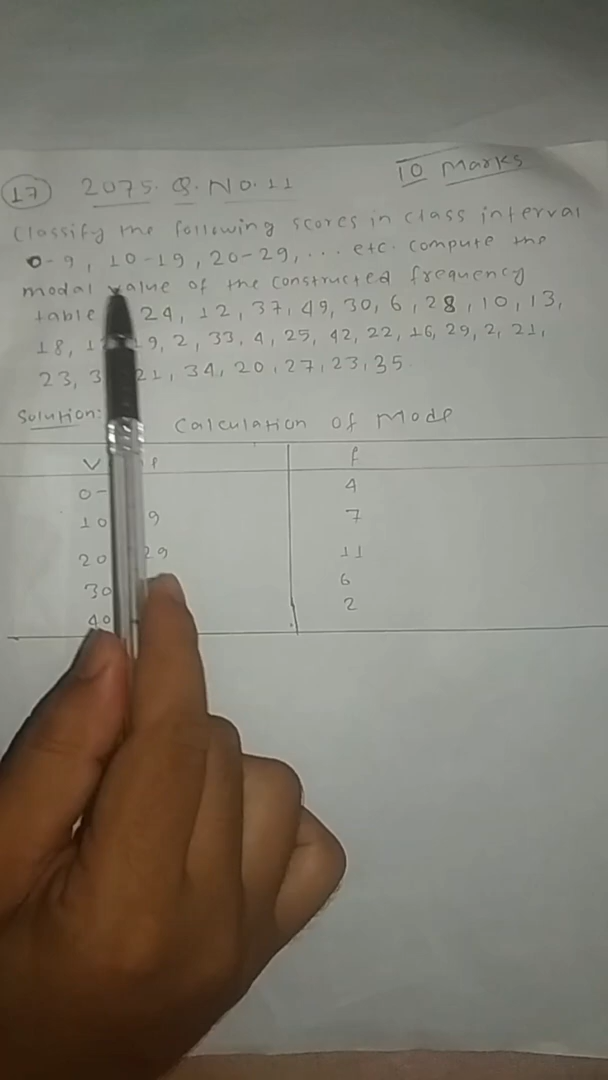 17 2075. Q. No. 11 10 Marks
Classify the following scores in class interval
0-9, 10-19, 20-29, ... etc. compute the
modal value of the constructed frequency
table 24, 12, 37, 49, 30, 6, 28, 10, 13,
18, 9, 2, 33, 4, 25, 42, 22, 16, 29, 2, 21,
23, 21, 34, 20, 27, 23, 35.
Solution: Calculation of Mode
f
0- 4
10 9 7
20 29 11
30 6
40 2